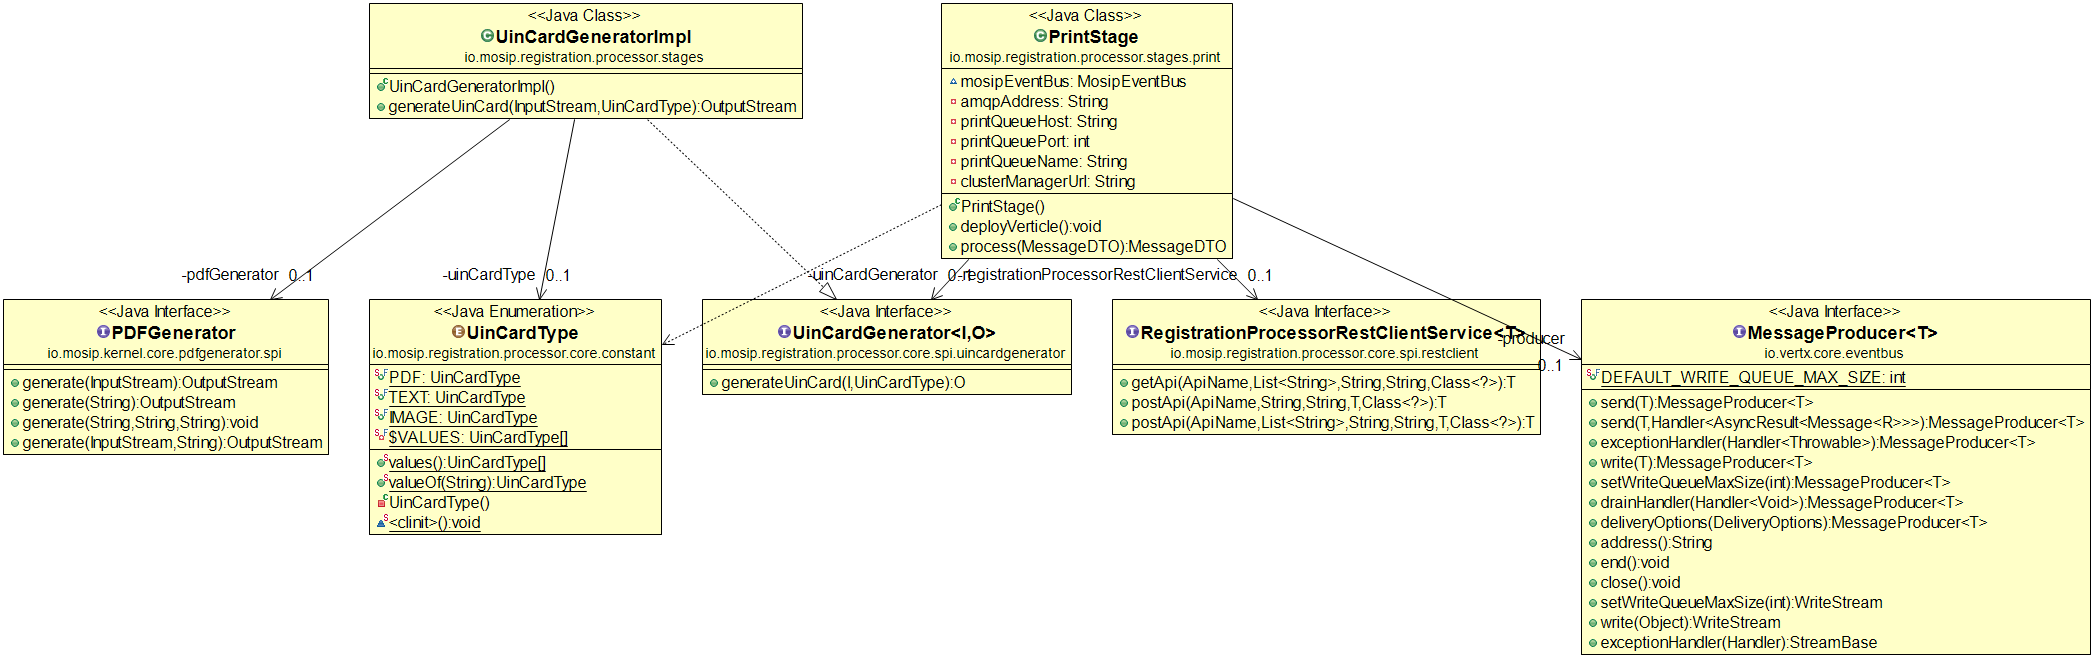 <<Java Class>>
UinCardGeneratorImpl
io.mosip.registration.processor.stages
UinCardGeneratorImpl()
generateUinCard(InputStream,UinCardType):OutputStream
<<Java Class>>
PrintStage
io.mosip.registration.processor.stages.print
mosipEventBus: MosipEventBus
amqpAddress: String
printQueueHost: String
printQueuePort: int
printQueueName: String
clusterManagerUrl: String
PrintStage()
deployVerticle():void
process(MessageDTO):MessageDTO
-pdfGenerator 0..1
-uinCardType 0..1
-uinCardGenerator 0..1
-registrationProcessorRestClientService 0..1
-producer
0..1
<<Java Interface>>
PDFGenerator
io.mosip.kernel.core.pdfgenerator.spi
generate(InputStream):OutputStream
generate(String):OutputStream
generate(String,String,String):void
generate(InputStream,String):OutputStream
<<Java Enumeration>>
UinCardType
io.mosip.registration.processor.core.constant
PDF: UinCardType
TEXT: UinCardType
IMAGE: UinCardType
$VALUES: UinCardType[]
values():UinCardType[]
valueOf(String):UinCardType
UinCardType()
<clinit>():void
<<Java Interface>>
UinCardGenerator<I,O>
io.mosip.registration.processor.core.spi.uincardgenerator
generateUinCard(I,UinCardType):O
<<Java Interface>>
RegistrationProcessorRestClientService<T>
io.mosip.registration.processor.core.spi.restclient
getApi(ApiName,List<String>,String,String,Class<?>):T
postApi(ApiName,String,String,T,Class<?>):T
postApi(ApiName,List<String>,String,String,T,Class<?>):T
<<Java Interface>>
MessageProducer<T>
io.vertx.core.eventbus
DEFAULT_WRITE_QUEUE_MAX_SIZE: int
send(T):MessageProducer<T>
send(T,Handler<AsyncResult<Message<R>>>):MessageProducer<T>
exceptionHandler(Handler<Throwable>):MessageProducer<T>
write(T):MessageProducer<T>
setWriteQueueMaxSize(int):MessageProducer<T>
drainHandler(Handler<Void>):MessageProducer<T>
deliveryOptions(DeliveryOptions):MessageProducer<T>
address():String
end():void
close():void
setWriteQueueMaxSize(int):WriteStream
write(Object):WriteStream
exceptionHandler(Handler):StreamBase